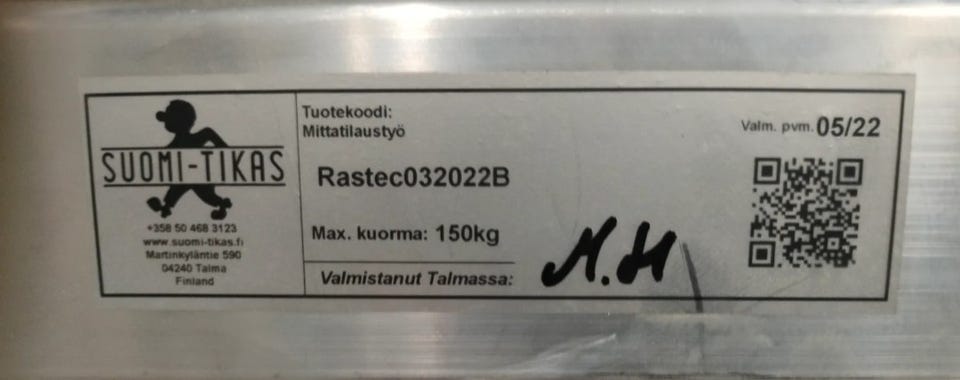 SUOMI-TIKAS
+358 50 468 3123
www.suomi-tikas.fi
Martinkyläntie 590
04240 Talma
Finland
Tuotekoodi:
Mittatilaustyö
Rastec032022B
Max. kuorma: 150kg
Valmistanut Talmassa: N.H
Valm. pvm. 05/22